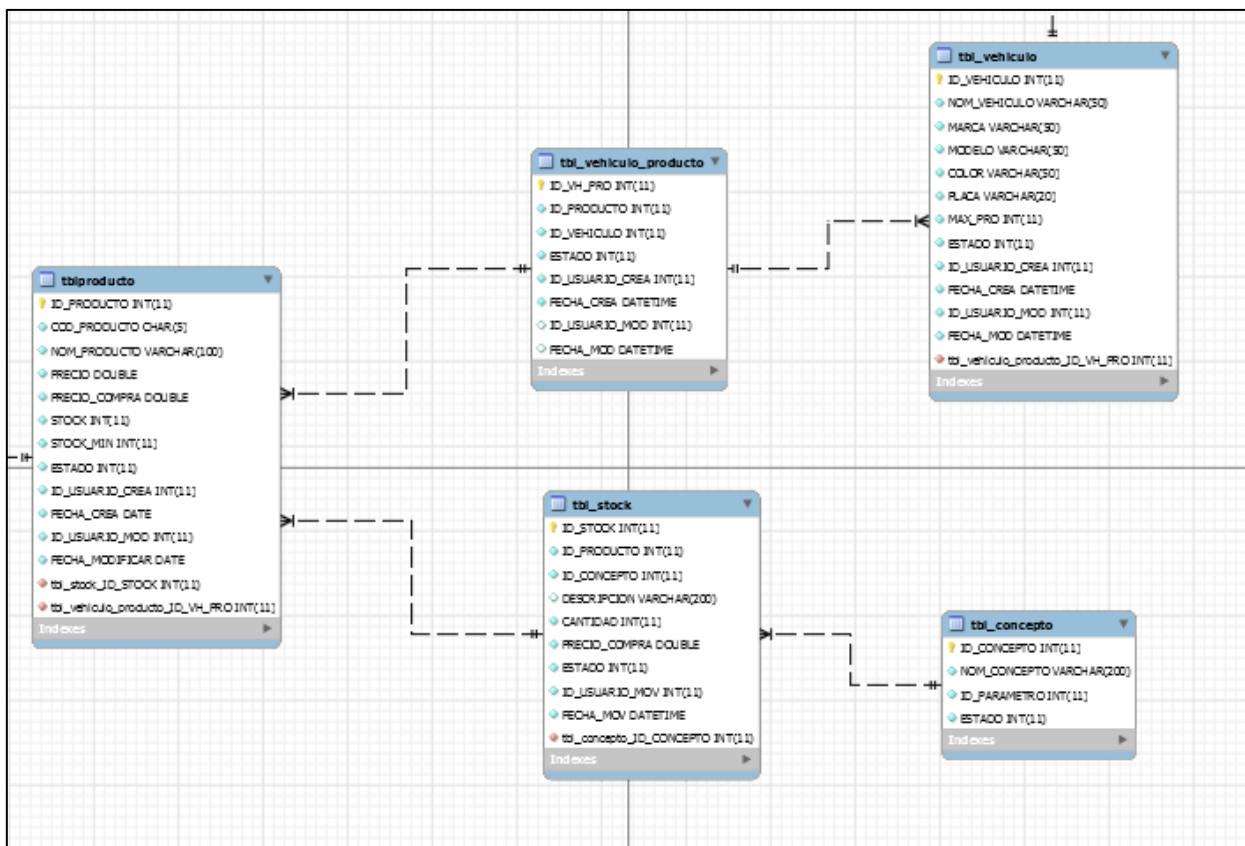 tbl_vehiculo
ID_VEHICULO INT(11)
NOM_VEHICULO VARCHAR(50)
MARCA VARCHAR(50)
MODELO VARCHAR(50)
COLOR VARCHAR(50)
PLACA VARCHAR(20)
MAX_PRO INT(11)
ESTADO INT(11)
ID_USUARIO_CREA INT(11)
FECHA_CREA DATETIME
ID_USUARIO_MOD INT(11)
FECHA_MOD DATETIME
tbl_vehiculo_producto_ID_VH_PRO INT(11)
Indexes
tbl_vehiculo_producto
ID_VH_PRO INT(11)
ID_PRODUCTO INT(11)
ID_VEHICULO INT(11)
ESTADO INT(11)
ID_USUARIO_CREA INT(11)
FECHA_CREA DATETIME
ID_USUARIO_MOD INT(11)
FECHA_MOD DATETIME
Indexes
tblproducto
ID_PRODUCTO INT(11)
COD_PRODUCTO CHAR(5)
NOM_PRODUCTO VARCHAR(100)
PRECIO DOUBLE
PRECIO_COMPRA DOUBLE
STOCK INT(11)
STOCK_MIN INT(11)
ESTADO INT(11)
ID_USUARIO_CREA INT(11)
FECHA_CREA DATE
ID_USUARIO_MOD INT(11)
FECHA_MODIFICAR DATE
tbl_stock_ID_STOCK INT(11)
tbl_vehiculo_producto_ID_VH_PRO INT(11)
Indexes
tbl_stock
ID_STOCK INT(11)
ID_PRODUCTO INT(11)
ID_CONCEPTO INT(11)
DESCRIPCION VARCHAR(200)
CANTIDAD INT(11)
PRECIO_COMPRA DOUBLE
ESTADO INT(11)
ID_USUARIO_MOV INT(11)
FECHA_MOV DATETIME
tbl_concepto_ID_CONCEPTO INT(11)
Indexes
tbl_concepto
ID_CONCEPTO INT(11)
NOM_CONCEPTO VARCHAR(200)
ID_PARAMETRO INT(11)
ESTADO INT(11)
Indexes